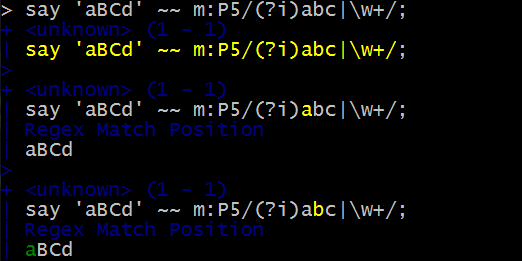 > say 'aBCd' ~~ m:P5/(?i)abc|\w+/;
+ <unknown> (1 - 1)
| say 'aBCd' ~~ m:P5/(?i)abc|\w+/;
>
+ <unknown> (1 - 1)
| say 'aBCd' ~~ m:P5/(?i)abc|\w+/;
| Regex Match Position
| aBCd
>
+ <unknown> (1 - 1)
| say 'aBCd' ~~ m:P5/(?i)abc|\w+/;
| Regex Match Position
| aBCd